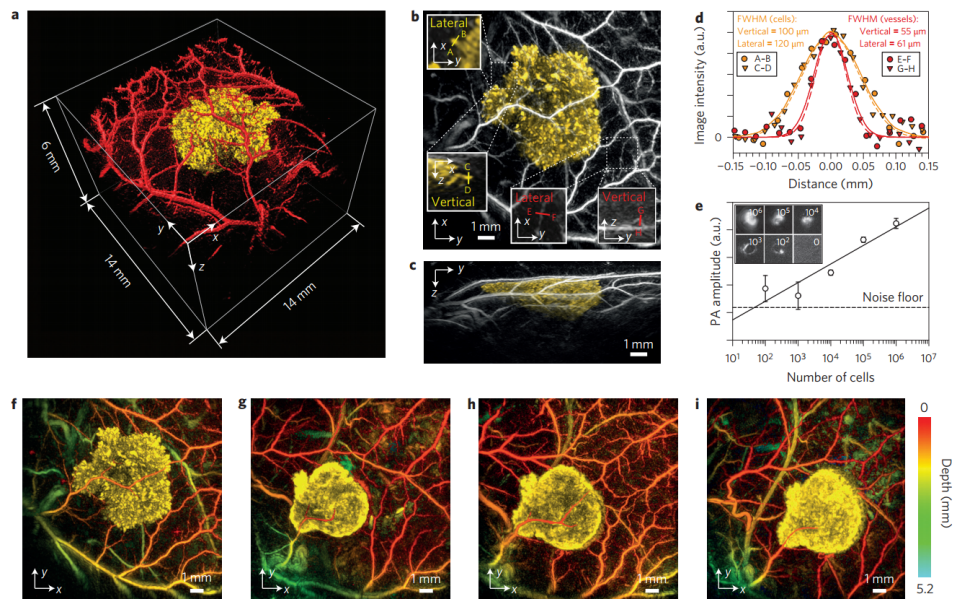 a
6 mm
14 mm
14 mm
y
x
z
b
Lateral
B
A
x
y
C
x
z
D
Vertical
Lateral
E
F
x
y
Vertical
G
H
x
y
1 mm
c
y
z
1 mm
d
FWHM (cells):
Vertical = 100 μm
Lateral = 120 μm
FWHM (vessels)
Vertical = 55 μm
Lateral = 61 μm
A–B
C–D
E–F
G–H
Image intensity (a.u.)
0
−0.15 −0.10 −0.05 0.00 0.05 0.10 0.15
Distance (mm)
e
10⁶ 10⁵ 10⁴
10³ 10² 0
PA amplitude (a.u.)
Noise floor
10¹ 10² 10³ 10⁴ 10⁵ 10⁶ 10⁷
Number of cells
f
y
x
1 mm
g
y
x
1 mm
h
y
x
1 mm
i
y
x
1 mm
0
Depth (mm)
5.2